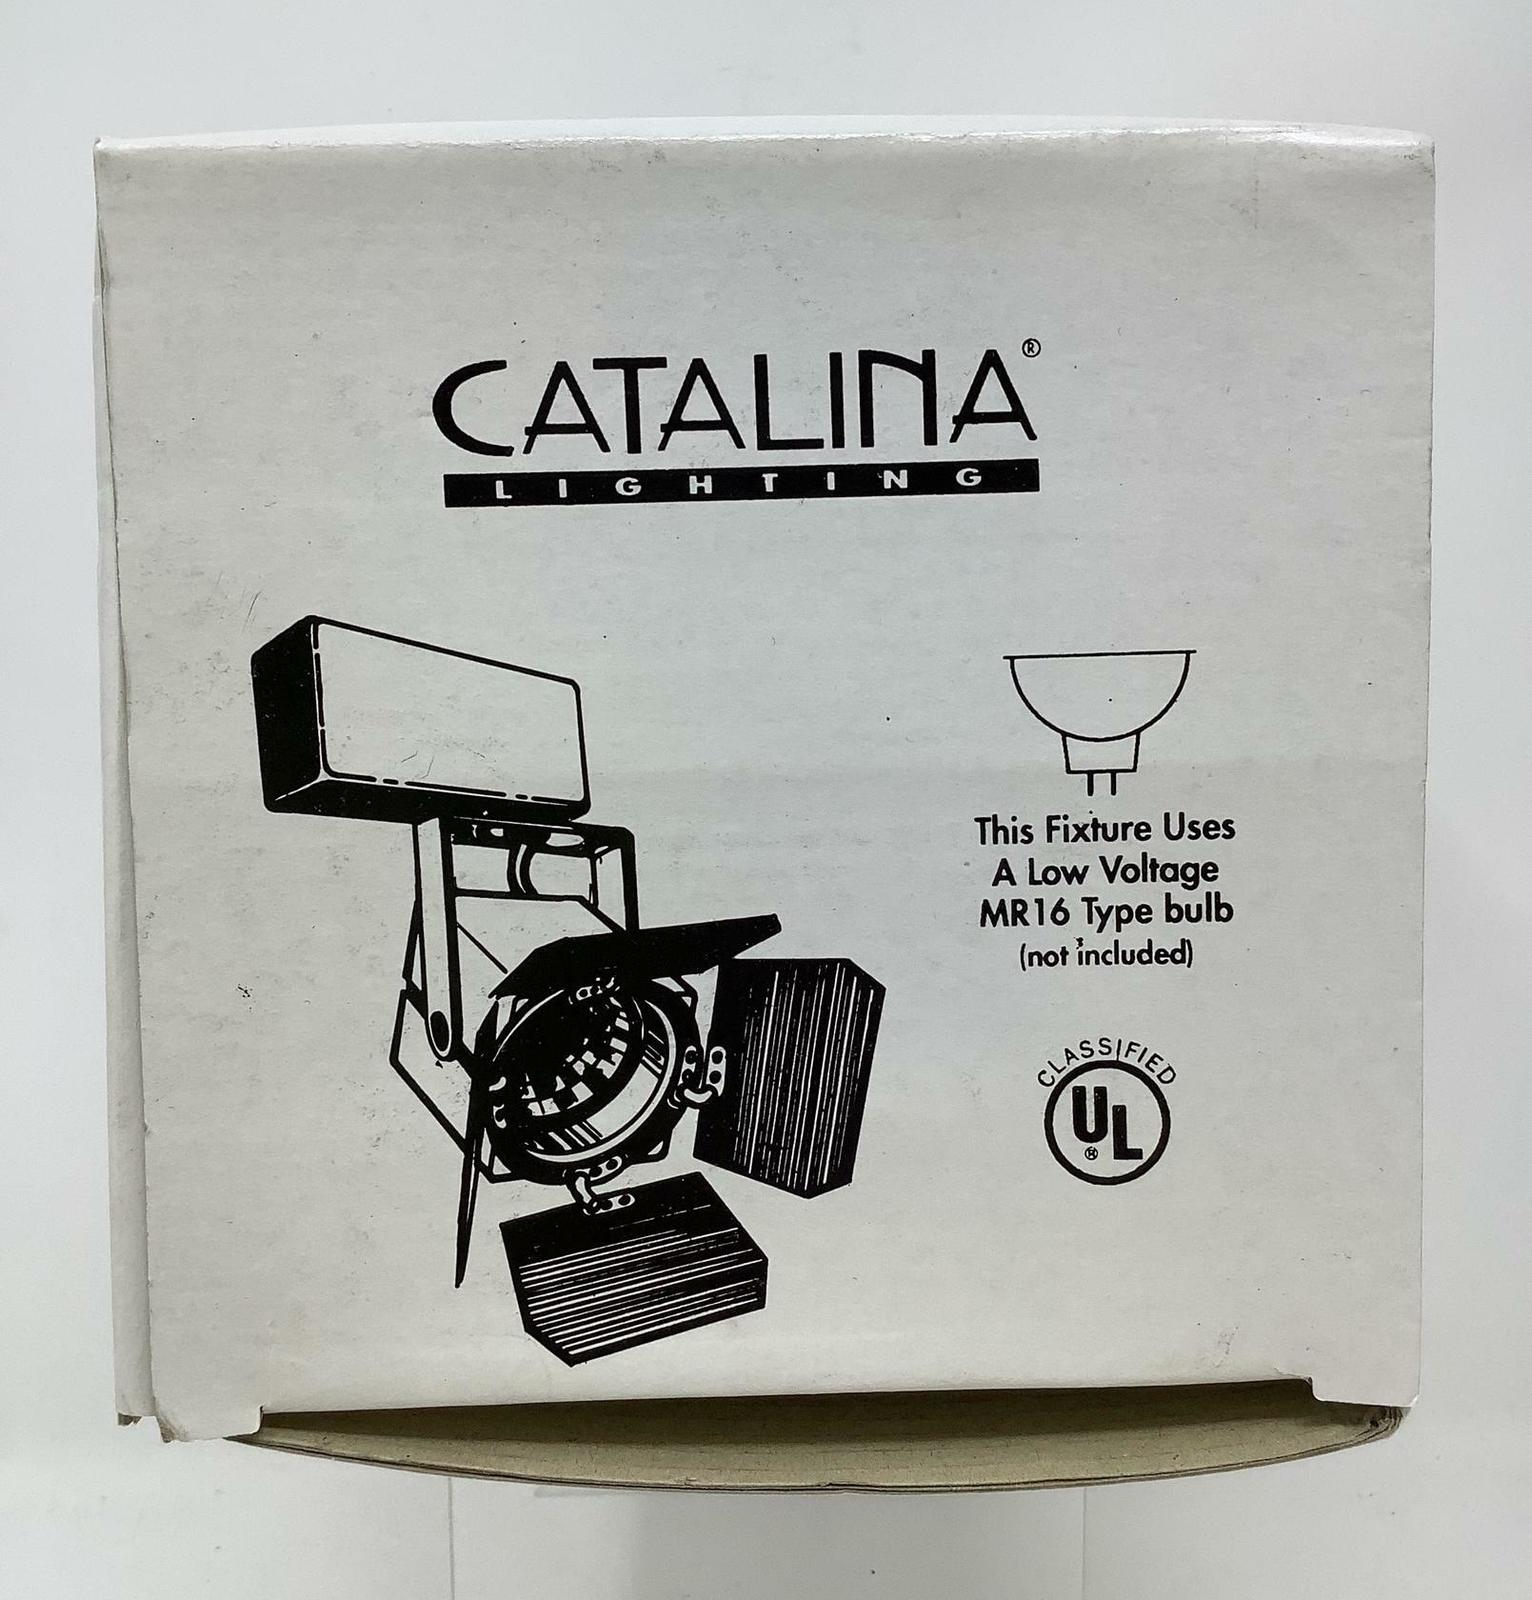 CATALINA®
LIGHTING
This Fixture Uses
A Low Voltage
MR16 Type bulb
(not included)
CLASSIFIED
UL®